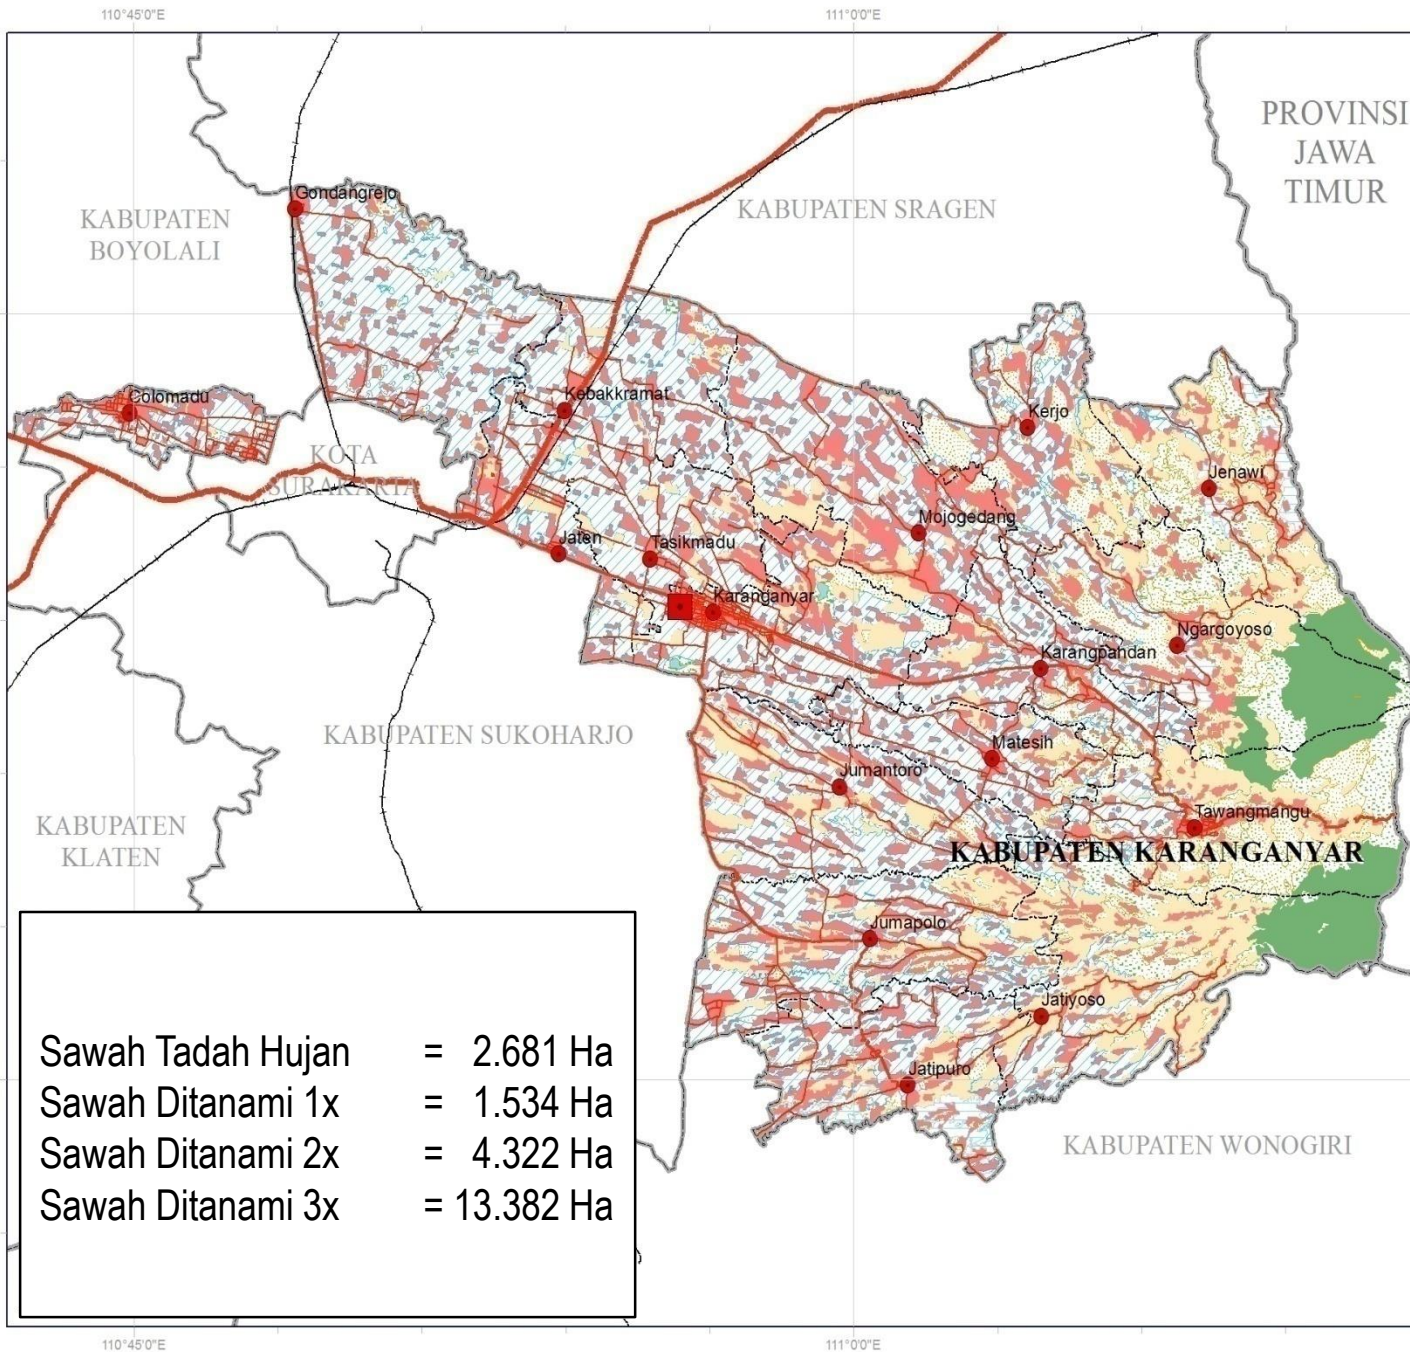 110°45'0"E
111°0'0"E
PROVINSI
JAWA
TIMUR
KABUPATEN
BOYOLALI
Gondangrejo
KABUPATEN SRAGEN
Colomadu
Kebakkramat
Kerjo
KOTA
SURAKARTA
Jenawi
Mojogedang
Jaten
Tasikmadu
Karanganyar
Ngargoyoso
Karangpahdan
KABUPATEN SUKOHARJO
Matesih
Jumantoro
Tawangmangu
KABUPATEN
KLATEN
KABUPATEN KARANGANYAR
Jumapolo
Jatiyoso
Jatipuro
KABUPATEN WONOGIRI
Sawah Tadah Hujan = 2.681 Ha
Sawah Ditanami 1x = 1.534 Ha
Sawah Ditanami 2x = 4.322 Ha
Sawah Ditanami 3x = 13.382 Ha
110°45'0"E
111°0'0"E